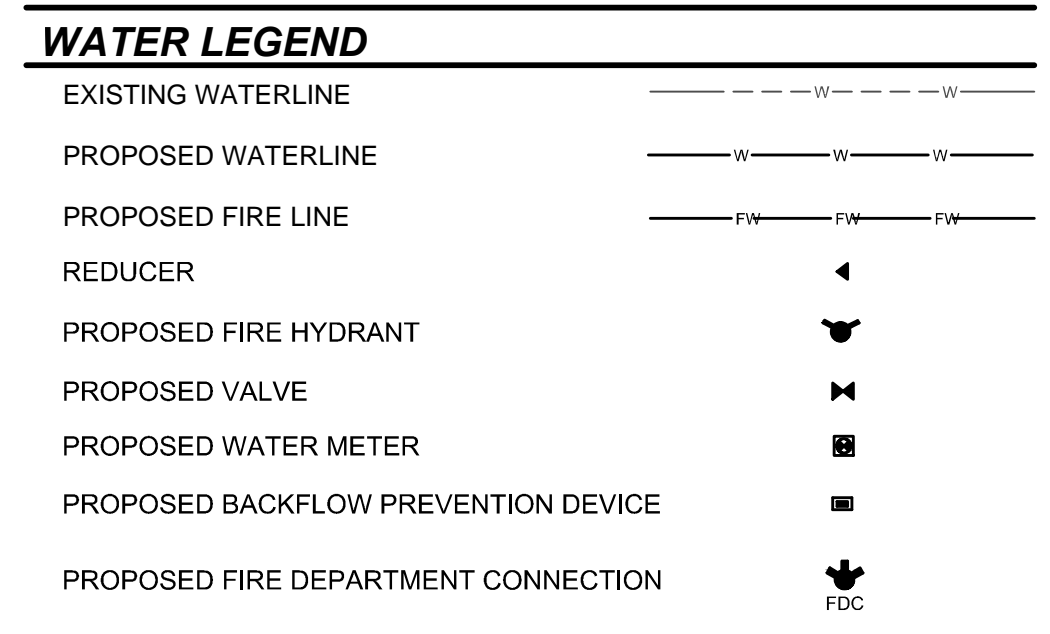 WATER LEGEND
EXISTING WATERLINE W W
PROPOSED WATERLINE W W W
PROPOSED FIRE LINE FW FW FW
REDUCER
PROPOSED FIRE HYDRANT
PROPOSED VALVE
PROPOSED WATER METER
PROPOSED BACKFLOW PREVENTION DEVICE
PROPOSED FIRE DEPARTMENT CONNECTION
FDC